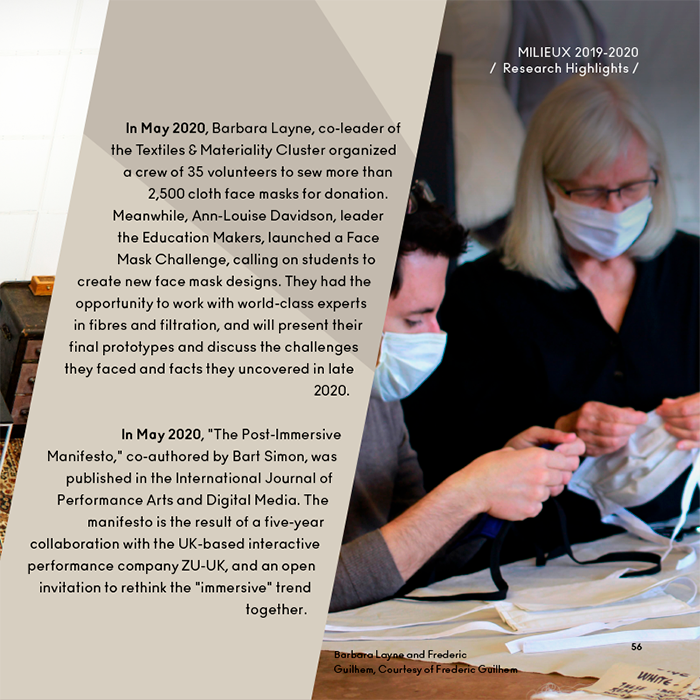 MILIEUX 2019-2020
/ Research Highlights /
In May 2020, Barbara Layne, co-leader of
the Textiles & Materiality Cluster organized
a crew of 35 volunteers to sew more than
2,500 cloth face masks for donation.
Meanwhile, Ann-Louise Davidson, leader
the Education Makers, launched a Face
Mask Challenge, calling on students to
create new face mask designs. They had the
opportunity to work with world-class experts
in fibres and filtration, and will present their
final prototypes and discuss the challenges
they faced and facts they uncovered in late
2020.
In May 2020, "The Post-Immersive
Manifesto," co-authored by Bart Simon, was
published in the International Journal of
Performance Arts and Digital Media. The
manifesto is the result of a five-year
collaboration with the UK-based interactive
performance company ZU-UK, and an open
invitation to rethink the "immersive" trend
together.
56
Barbara Layne and Frederic
Guilhem, Courtesy of Frederic Guilhem
WHITE